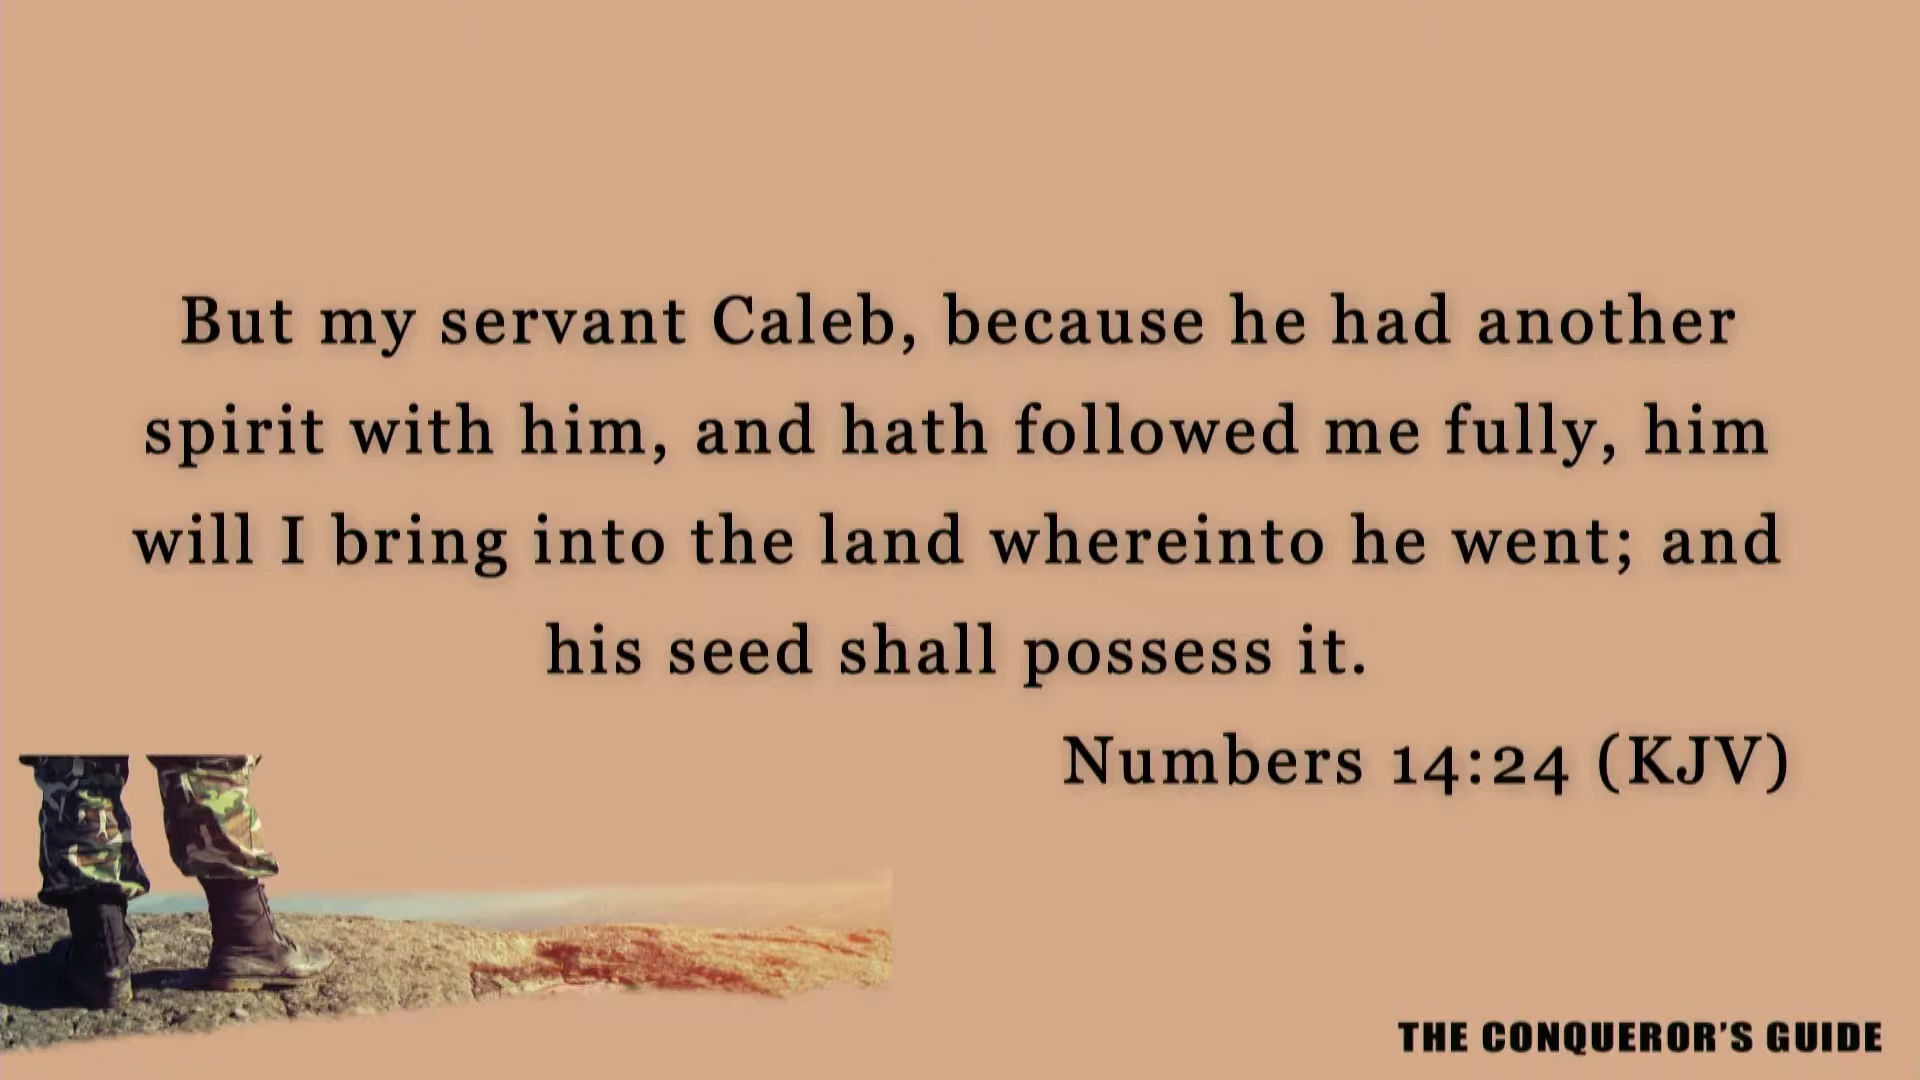 But my servant Caleb, because he had another
spirit with him, and hath followed me fully, him
will I bring into the land whereinto he went; and
his seed shall possess it.
Numbers 14:24 (KJV)
THE CONQUEROR'S GUIDE